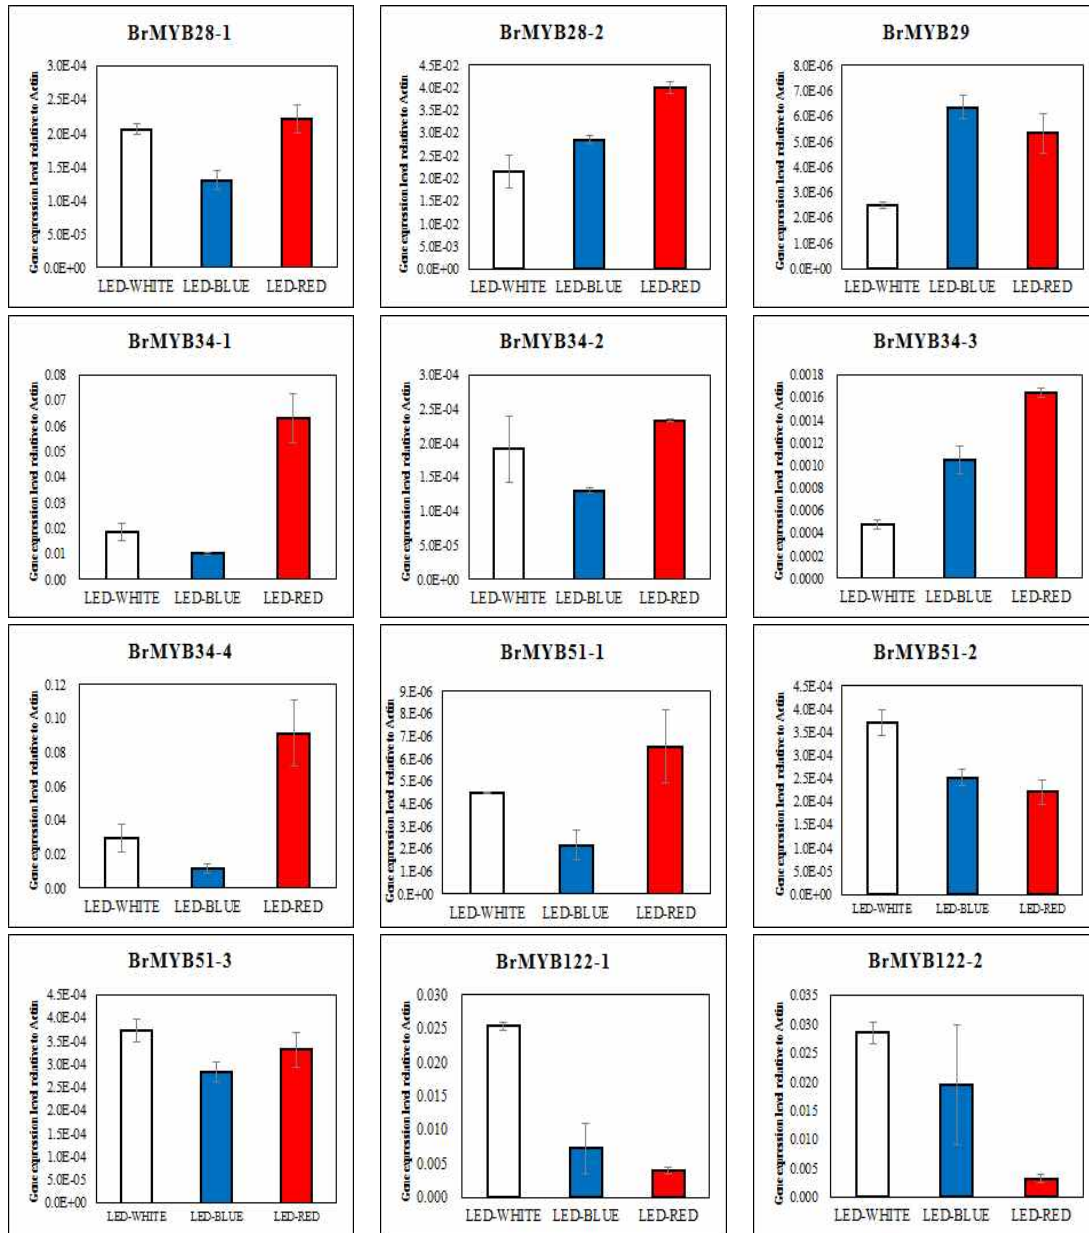 BrMYB28-1
Gene expression level relative to Actin
3.0E-04
2.5E-04
2.0E-04
1.5E-04
1.0E-04
5.0E-05
0.0E+00
LED-WHITE LED-BLUE LED-RED
BrMYB28-2
Gene expression level relative to Actin
4.5E-02
4.0E-02
3.5E-02
3.0E-02
2.5E-02
2.0E-02
1.5E-02
1.0E-02
5.0E-03
0.0E+00
LED-WHITE LED-BLUE LED-RED
BrMYB29
Gene expression level relative to Actin
8.0E-06
7.0E-06
6.0E-06
5.0E-06
4.0E-06
3.0E-06
2.0E-06
1.0E-06
0.0E+00
LED-WHITE LED-BLUE LED-RED
BrMYB34-1
Gene expression level relative to Actin
0.08
0.07
0.06
0.05
0.04
0.03
0.02
0.01
0.00
LED-WHITE LED-BLUE LED-RED
BrMYB34-2
Gene expression level relative to Actin
3.0E-04
2.5E-04
2.0E-04
1.5E-04
1.0E-04
5.0E-05
0.0E+00
LED-WHITE LED-BLUE LED-RED
BrMYB34-3
Gene expression level relative to Actin
0.0018
0.0016
0.0014
0.0012
0.0010
0.0008
0.0006
0.0004
0.0002
0.0000
LED-WHITE LED-BLUE LED-RED
BrMYB34-4
Gene expression level relative to Actin
0.12
0.10
0.08
0.06
0.04
0.02
0.00
LED-WHITE LED-BLUE LED-RED
BrMYB51-1
Gene expression level relative to Actin
9.E-06
8.E-06
7.E-06
6.E-06
5.E-06
4.E-06
3.E-06
2.E-06
1.E-06
0.E+00
LED-WHITE LED-BLUE LED-RED
BrMYB51-2
Gene expression level relative to Actin
4.5E-04
4.0E-04
3.5E-04
3.0E-04
2.5E-04
2.0E-04
1.5E-04
1.0E-04
5.0E-05
0.0E+00
LED-WHITE LED-BLUE LED-RED
BrMYB51-3
Gene expression level relative to Actin
4.5E-04
4.0E-04
3.5E-04
3.0E-04
2.5E-04
2.0E-04
1.5E-04
1.0E-04
5.0E-05
0.0E+00
LED-WHITE LED-BLUE LED-RED
BrMYB122-1
Gene expression level relative to Actin
0.030
0.025
0.020
0.015
0.010
0.005
0.000
LED-WHITE LED-BLUE LED-RED
BrMYB122-2
Gene expression level relative to Actin
0.035
0.030
0.025
0.020
0.015
0.010
0.005
0.000
LED-WHITE LED-BLUE LED-RED